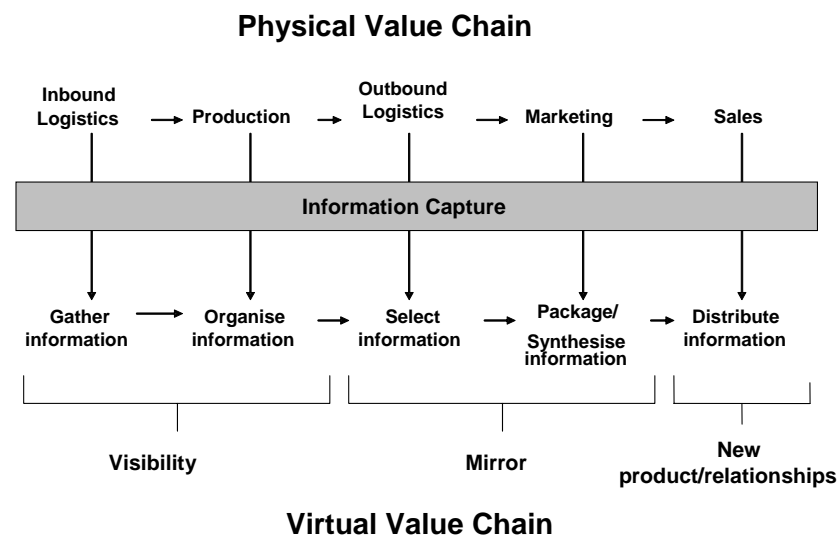 Physical Value Chain
Inbound
Logistics
Production
Outbound
Logistics
Marketing
Sales
Information Capture
Gather
information
Organise
information
Select
information
Package/
Synthesise
information
Distribute
information
Visibility
Mirror
New
product/relationships
Virtual Value Chain